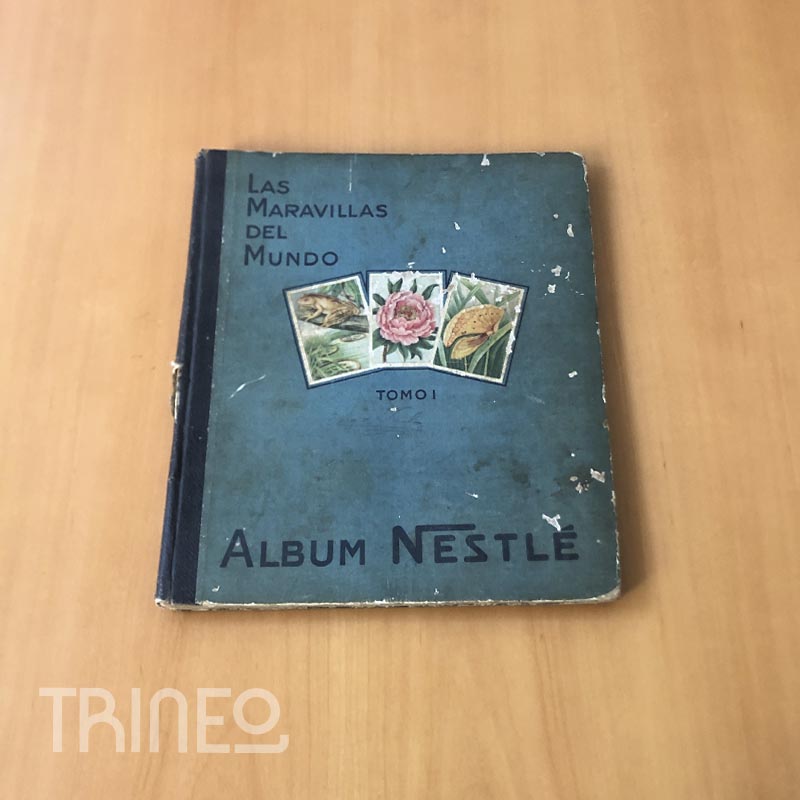 LAS
MARAVILLAS
DEL
MUNDO
TOMO I
ALBUM NESTLÉ
TRINEO